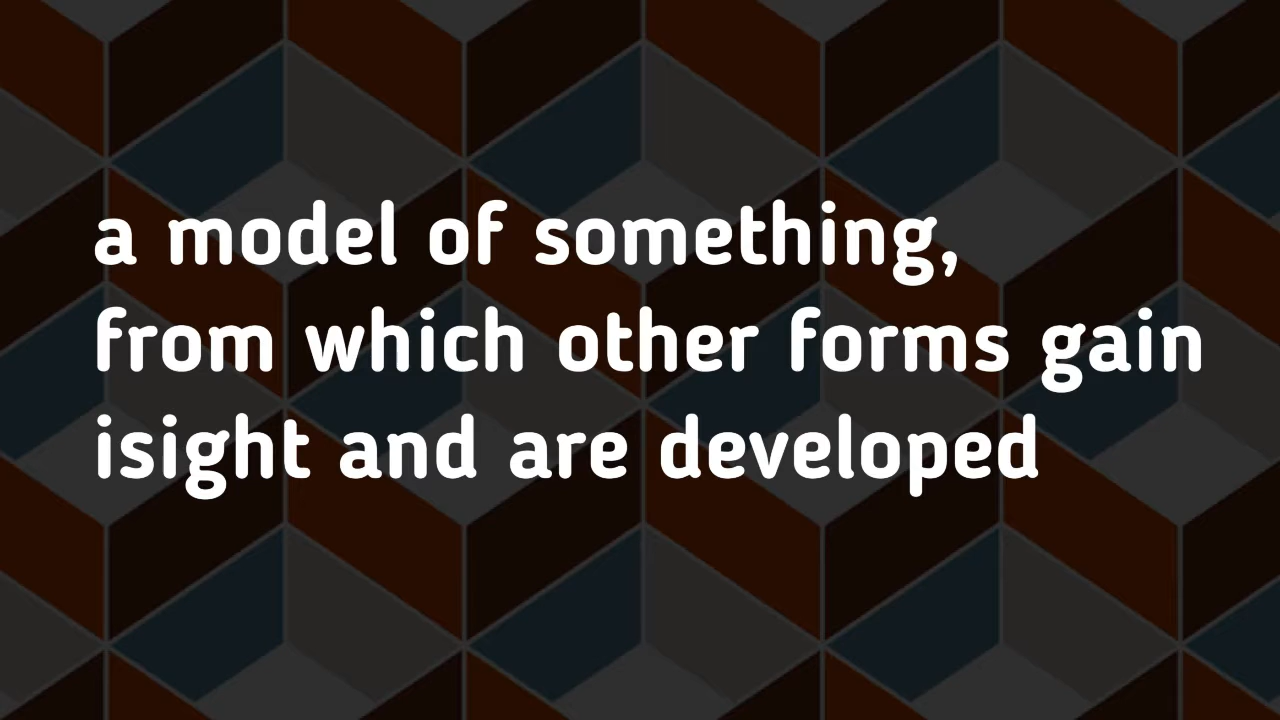 a model of something,
from which other forms gain
isight and are developed